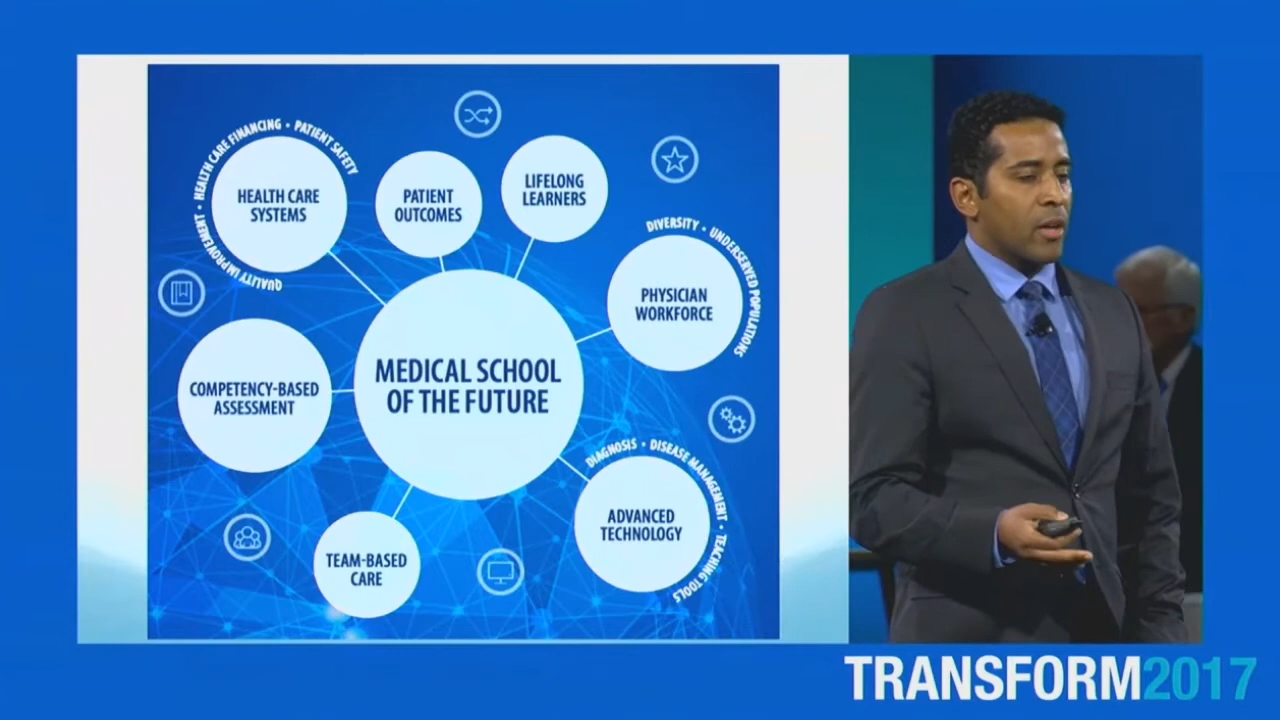 HEALTH CARE
SYSTEMS
QUALITY IMPROVEMENT • HEALTH CARE FINANCING • PATIENT SAFETY
PATIENT
OUTCOMES
LIFELONG
LEARNERS
DIVERSITY • UNDERSERVED POPULATIONS
PHYSICIAN
WORKFORCE
COMPETENCY-BASED
ASSESSMENT
MEDICAL SCHOOL
OF THE FUTURE
DIAGNOSIS • DISEASE MANAGEMENT • TEACHING TOOLS
ADVANCED
TECHNOLOGY
TEAM-BASED
CARE
TRANSFORM2017